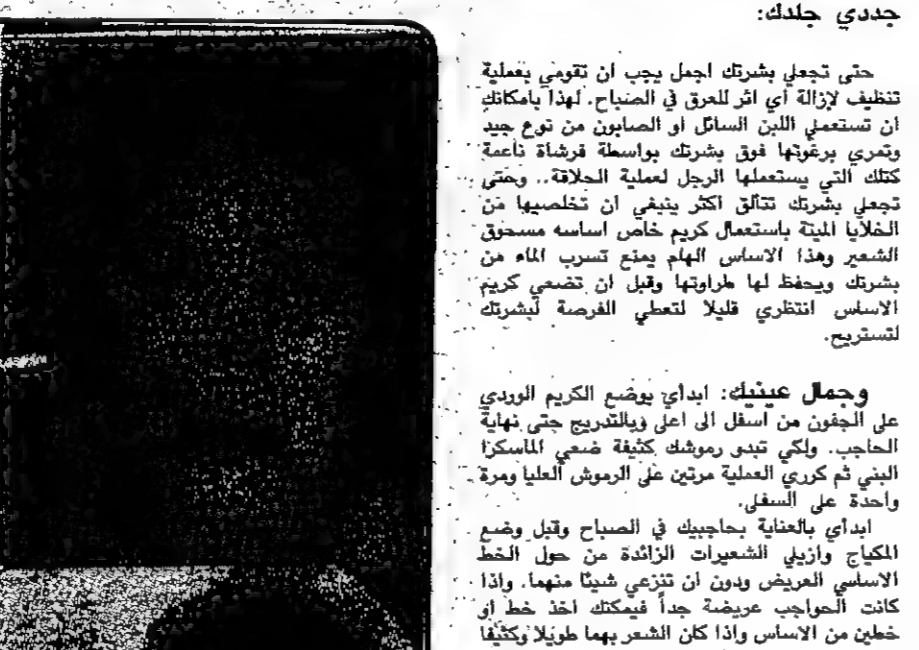 جددي جلدك:
حتى تجعلي بشرتك اجمل يجب ان تقومي بعملية
تنظيف لإزالة أي اثر للعرق في الصباح. لهذا بامكانك
ان تستعملي اللبن السائل او الصابون من نوع جيد
وتمري برغوتها فوق بشرتك بواسطة فرشاة ناعمة
كتلك التي يستعملها الرجل لعملية الحلاقة.. وحتى
تجعلي بشرتك تتألق اكثر ينبغي ان تخلصيها من
الخلايا الميتة باستعمال كريم خاص اساسه مسحوق
الشعير وهذا الاساس الهام يمنع تسرب الماء من
بشرتك ويحفظ لها طراوتها وقبل ان تضعي كريم
الاساس انتظري قليلا لتعطي الفرصة لبشرتك
لتستريح.
وجمال عينيك: ابدأي بوضع الكريم الوردي
على الجفون من اسفل الى اعلى وبالتدريج حتى نهاية
الحاجب. ولكي تبدو رموشك كثيفة ضعي الماسكرا
البني ثم كرري العملية مرتين على الرموش العليا ومرة
واحدة على السفلى.
ابدأي بالعناية بحاجبيك في الصباح وقبل وضع
المكياج وازيلي الشعيرات الزائدة من حول الخط
الاساسي العريض ودون ان تنزعي شيئا منهما. واذا
كانت الحواجب عريضة جداً فيمكنك اخذ خط او
خطين من الاساس واذا كان الشعر بهما طويلا وكثيفا